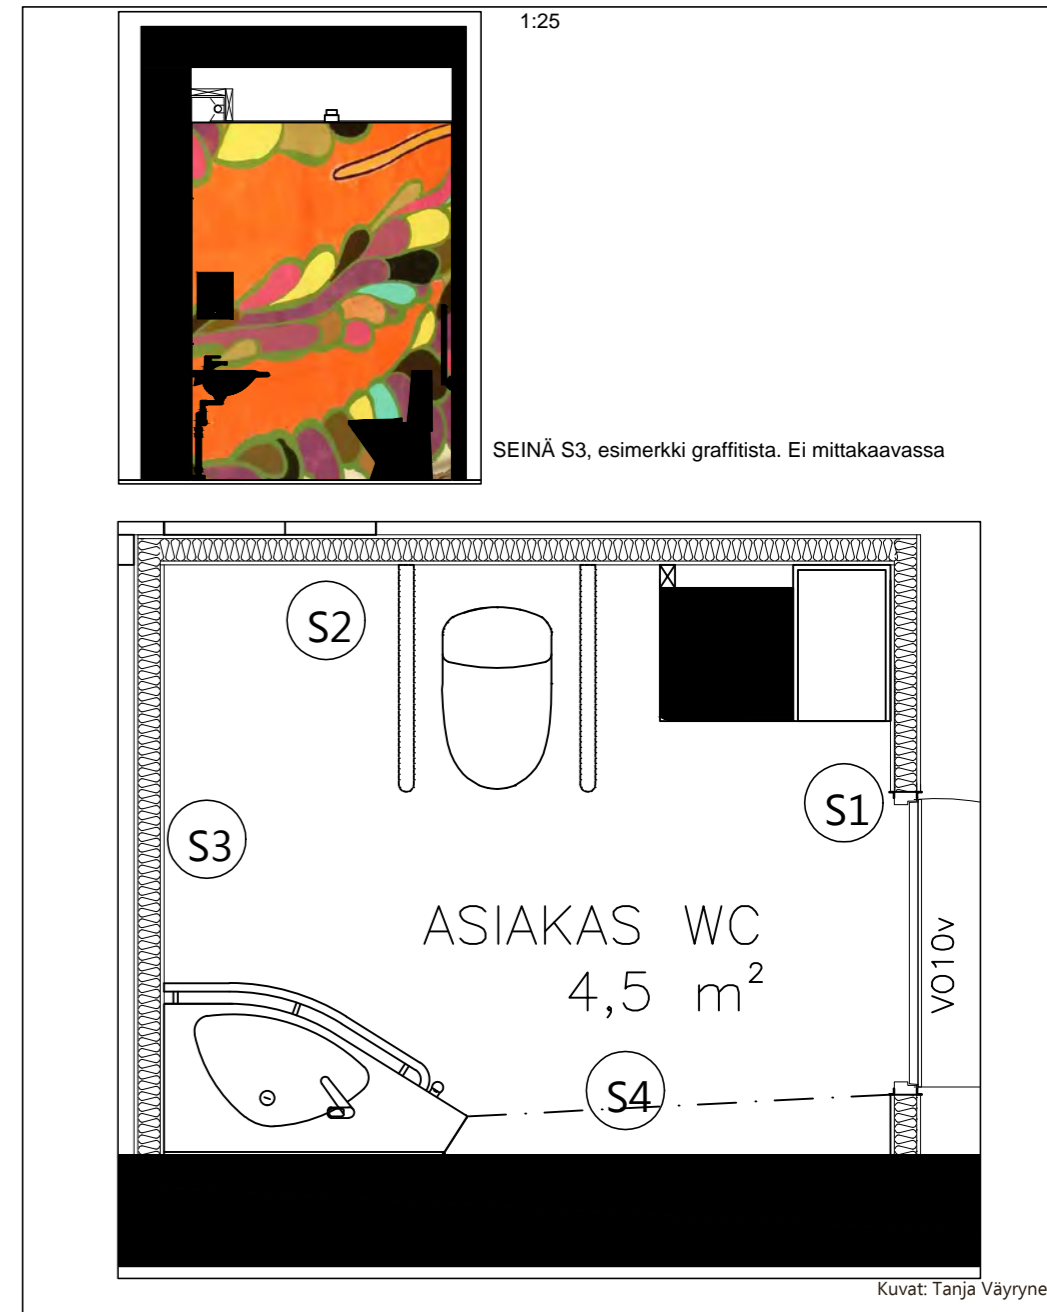 1:25
SEINÄ S3, esimerkki graffitista. Ei mittakaavassa
S2
S1
S3
ASIAKAS WC
4,5 m²
VO10v
S4
Kuvat: Tanja Väyryne